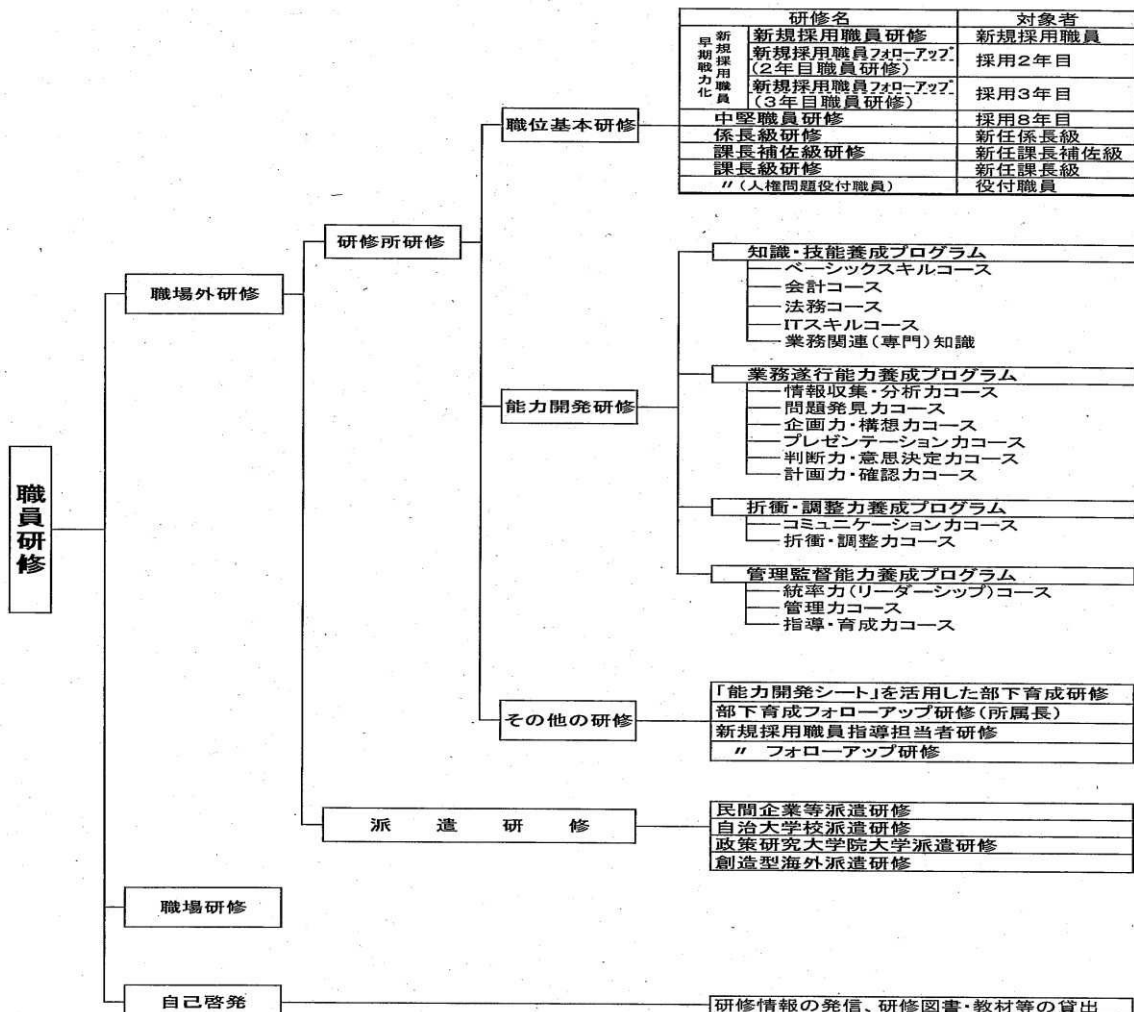 研修名 対象者
早期戦力化 新規採用職員
新規採用職員研修 新規採用職員
新規採用職員フォローアップ
(2年目職員研修) 採用2年目
新規採用職員フォローアップ
(3年目職員研修) 採用3年目
中堅職員研修 採用8年目
係長級研修 新任係長級
課長補佐級研修 新任課長補佐級
課長級研修 新任課長級
〃(人権問題役付職員) 役付職員
職位基本研修
研修所研修
職場外研修
知識・技能養成プログラム
ベーシックスキルコース
会計コース
法務コース
ITスキルコース
業務関連(専門)知識
能力開発研修
業務遂行能力養成プログラム
情報収集・分析力コース
問題発見力コース
企画力・構想力コース
プレゼンテーション力コース
判断力・意思決定力コース
計画力・確認力コース
職員研修
折衝・調整力養成プログラム
コミュニケーション力コース
折衝・調整力コース
管理監督能力養成プログラム
統率力(リーダーシップ)コース
管理力コース
指導・育成力コース
その他の研修
「能力開発シート」を活用した部下育成研修
部下育成フォローアップ研修(所属長)
新規採用職員指導担当者研修
〃 フォローアップ研修
派遣研修
民間企業等派遣研修
自治大学校派遣研修
政策研究大学院大学派遣研修
創造型海外派遣研修
職場研修
自己啓発
研修情報の発信、研修図書・教材等の貸出